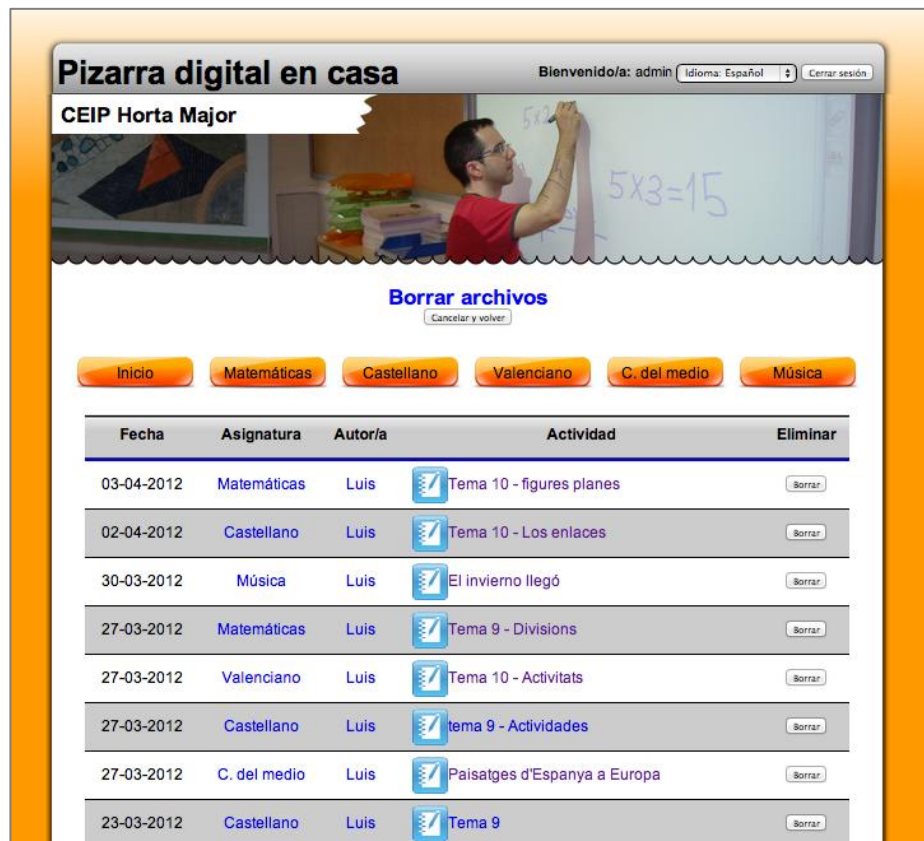 Pizarra digital en casa
Bienvenido/a: admin Idioma: Español Cerrar sesión
CEIP Horta Major
5x2
5x3=15
Borrar archivos
Cancelar y volver
Inicio Matemáticas Castellano Valenciano C. del medio Música
Fecha Asignatura Autor/a Actividad Eliminar
03-04-2012 Matemáticas Luis Tema 10 - figures planes Borrar
02-04-2012 Castellano Luis Tema 10 - Los enlaces Borrar
30-03-2012 Música Luis El invierno llegó Borrar
27-03-2012 Matemáticas Luis Tema 9 - Divisions Borrar
27-03-2012 Valenciano Luis Tema 10 - Activitats Borrar
27-03-2012 Castellano Luis tema 9 - Actividades Borrar
27-03-2012 C. del medio Luis Paisatges d'Espanya a Europa Borrar
23-03-2012 Castellano Luis Tema 9 Borrar